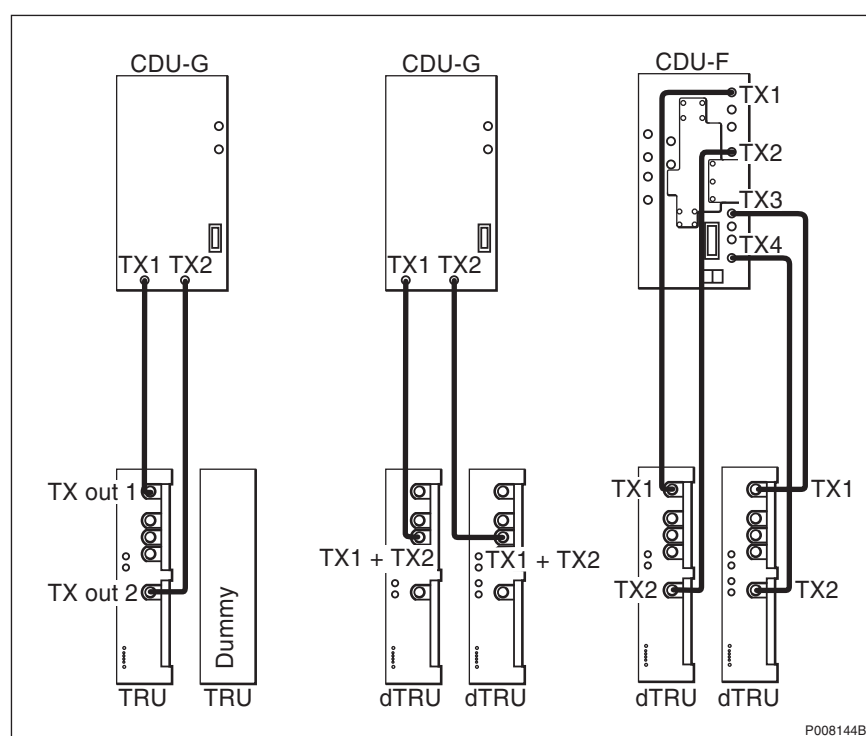 CDU-G
CDU-G
CDU-F
TX1
TX2
TX3
TX4
TX1 TX2
TX1 TX2
TX out 1
TX1
TX1
TX1 + TX2
TX1 + TX2
TX out 2
TX2
TX2
Dummy
TRU
TRU
dTRU
dTRU
dTRU
dTRU
P008144B